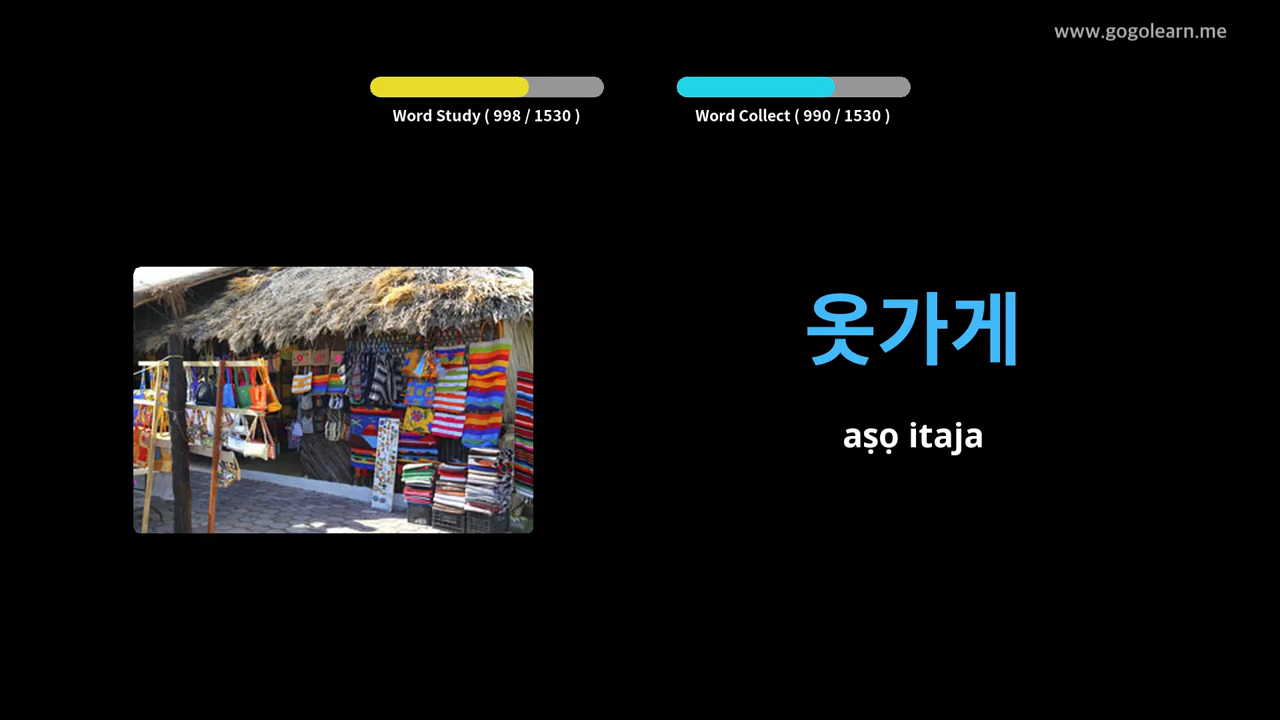 www.gogolearn.me
Word Study ( 998 / 1530 )
Word Collect ( 990 / 1530 )
옷가게
aṣọ itaja